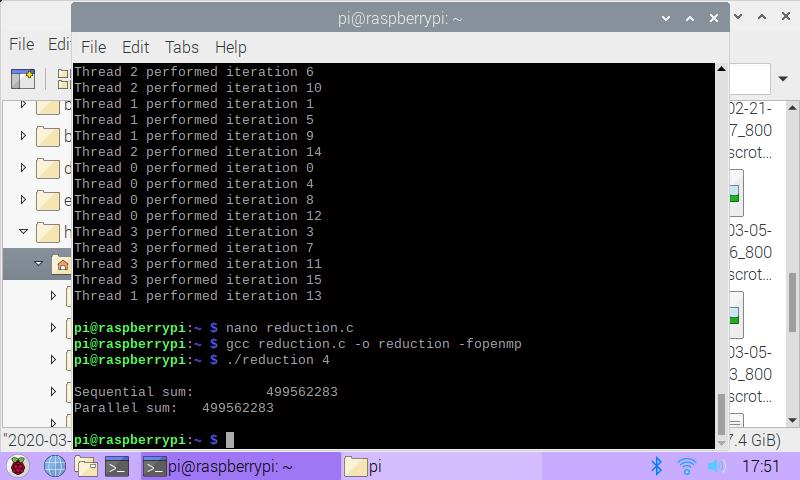 pi@raspberrypi: ~
File Edit Tabs Help
File Edi
Thread 2 performed iteration 6
Thread 2 performed iteration 10
Thread 1 performed iteration 1
Thread 1 performed iteration 5
Thread 1 performed iteration 9
Thread 2 performed iteration 14
Thread 0 performed iteration 0
Thread 0 performed iteration 4
Thread 0 performed iteration 8
Thread 0 performed iteration 12
Thread 3 performed iteration 3
Thread 3 performed iteration 7
Thread 3 performed iteration 11
Thread 3 performed iteration 15
Thread 1 performed iteration 13
pi@raspberrypi:~ $ nano reduction.c
pi@raspberrypi:~ $ gcc reduction.c -o reduction -fopenmp
pi@raspberrypi:~ $ ./reduction 4
Sequential sum: 499562283
Parallel sum: 499562283
pi@raspberrypi:~ $
b
b
d
e
h
02-21-
7_800
scrot...
03-05-
6_800
scrot...
03-05-
3_800
scrot...
"2020-03- 7.4 GiB)
pi@raspberrypi: ~ pi 17:51